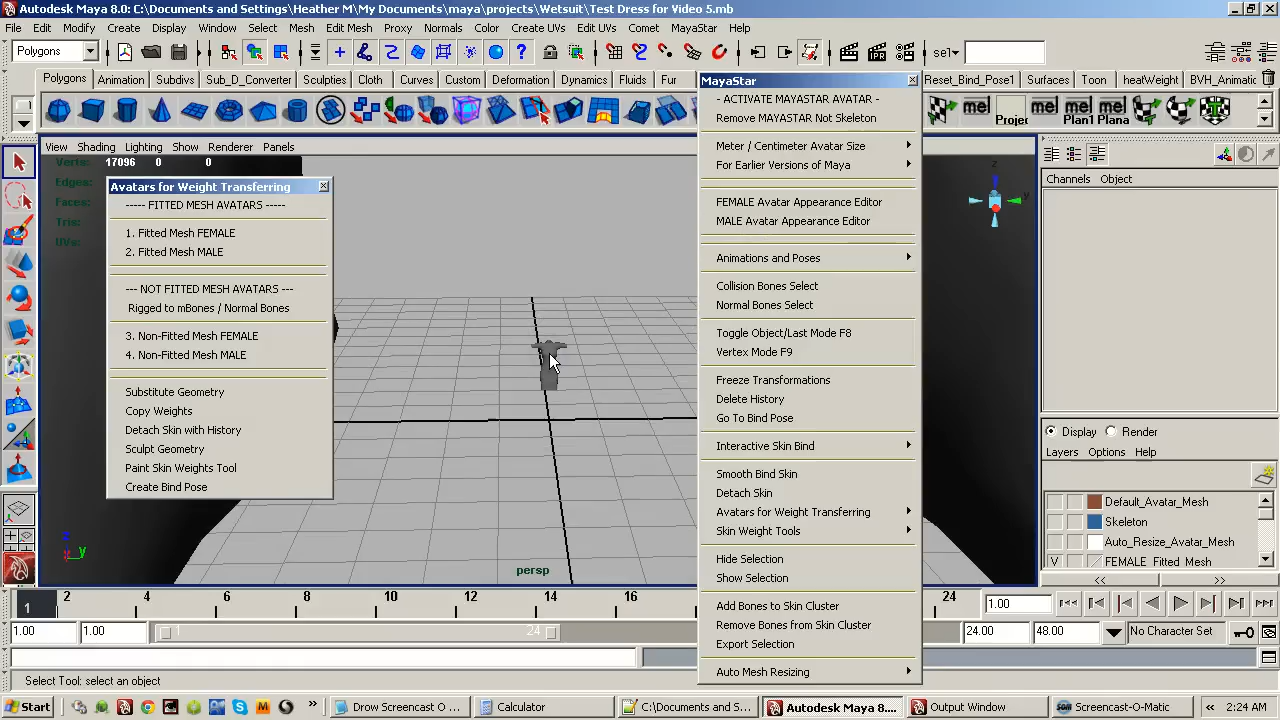 Autodesk Maya 8.0: C:\Documents and Settings\Heather M\My Documents\maya\projects\Wetsuit\Test Dress for Video 5.mb
File Edit Modify Create Display Window Select Mesh Edit Mesh Proxy Normals Color Create UVs Edit UVs Comet MayaStar Help
Polygons
sel
Polygons Animation Subdivs Sub_D_Converter Sculpties Cloth Curves Custom Deformation Dynamics Fluids Fur Reset_Bind_Pose1 Surfaces Toon heatWeight BVH_Animatic
mel Projec mel Plan1 mel Plana
View Shading Lighting Show Renderer Panels
Verts: 17096 0 0
Edges:
Faces:
Tris:
UVs:
Avatars for Weight Transferring
----- FITTED MESH AVATARS -----
1. Fitted Mesh FEMALE
2. Fitted Mesh MALE
--- NOT FITTED MESH AVATARS ---
Rigged to mBones / Normal Bones
3. Non-Fitted Mesh FEMALE
4. Non-Fitted Mesh MALE
Substitute Geometry
Copy Weights
Detach Skin with History
Sculpt Geometry
Paint Skin Weights Tool
Create Bind Pose
MayaStar
- ACTIVATE MAYASTAR AVATAR -
Remove MAYASTAR Not Skeleton
Meter / Centimeter Avatar Size
For Earlier Versions of Maya
FEMALE Avatar Appearance Editor
MALE Avatar Appearance Editor
Animations and Poses
Collision Bones Select
Normal Bones Select
Toggle Object/Last Mode F8
Vertex Mode F9
Freeze Transformations
Delete History
Go To Bind Pose
Interactive Skin Bind
Smooth Bind Skin
Detach Skin
Avatars for Weight Transferring
Skin Weight Tools
Hide Selection
Show Selection
Add Bones to Skin Cluster
Remove Bones from Skin Cluster
Export Selection
Auto Mesh Resizing
z
y
y
persp
Channels Object
Display Render
Layers Options Help
Default_Avatar_Mesh
Skeleton
Auto_Resize_Avatar_Mesh
V FEMALE_Fitted_Mesh
<< >>
1 2 4 6 8 10 12 14 16 24 1.00
1.00 1.00 1 24 24.00 48.00 No Character Set
Select Tool: select an object
Start Drow Screencast O ... Calculator C:\Documents and S... Autodesk Maya 8.... Output Window Screencast-O-Matic 2:24 AM